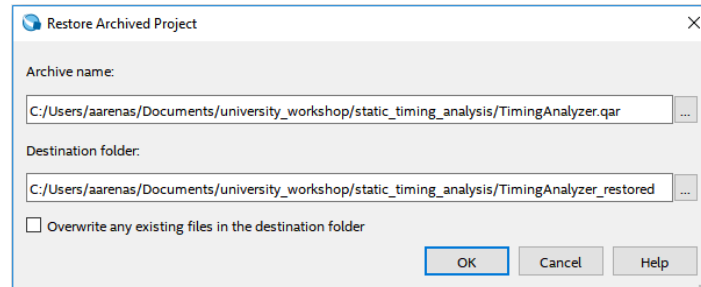 Restore Archived Project
Archive name:
C:/Users/aarenas/Documents/university_workshop/static_timing_analysis/TimingAnalyzer.qar
...
Destination folder:
C:/Users/aarenas/Documents/university_workshop/static_timing_analysis/TimingAnalyzer_restored
...
Overwrite any existing files in the destination folder
OK Cancel Help